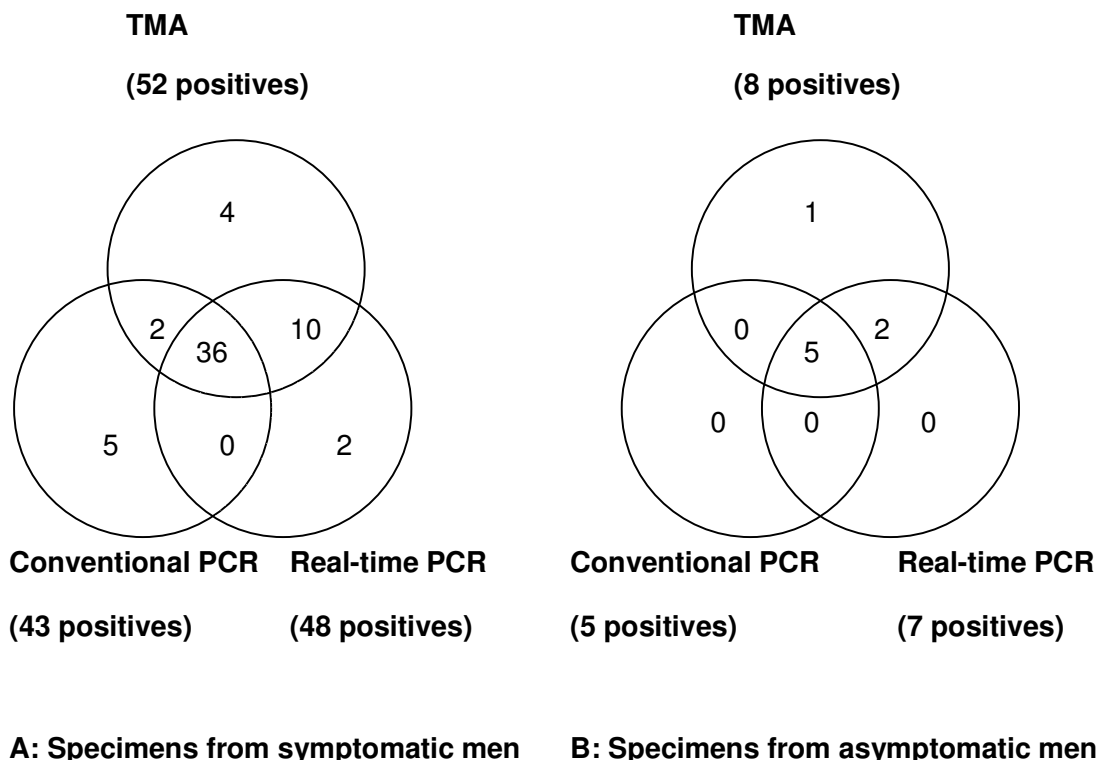 TMA
(52 positives)
4
2
36
10
5
0
2
Conventional PCR
(43 positives)
Real-time PCR
(48 positives)
A: Specimens from symptomatic men
TMA
(8 positives)
1
0
5
2
0
0
0
Conventional PCR
(5 positives)
Real-time PCR
(7 positives)
B: Specimens from asymptomatic men